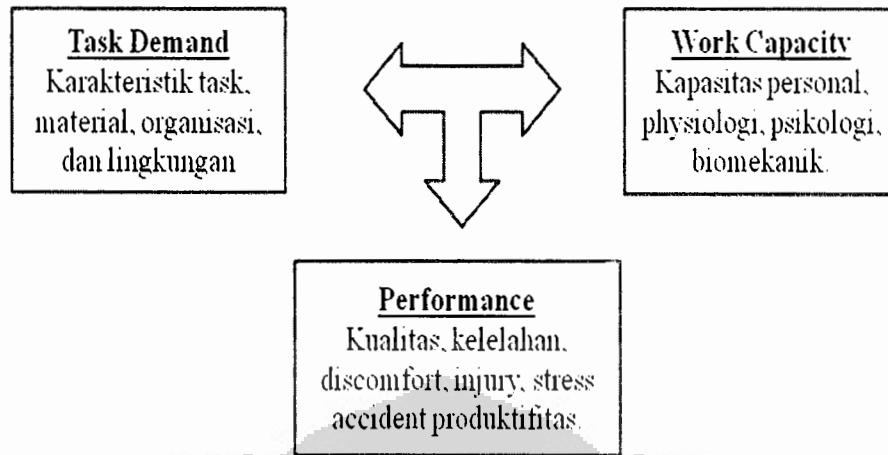 Task Demand
Karakteristik task,
material, organisasi,
dan lingkungan
Work Capacity
Kapasitas personal,
physiologi, psikologi,
biomekanik.
Performance
Kualitas, kelelahan,
discomfort, injury, stress
accident produktifitas.